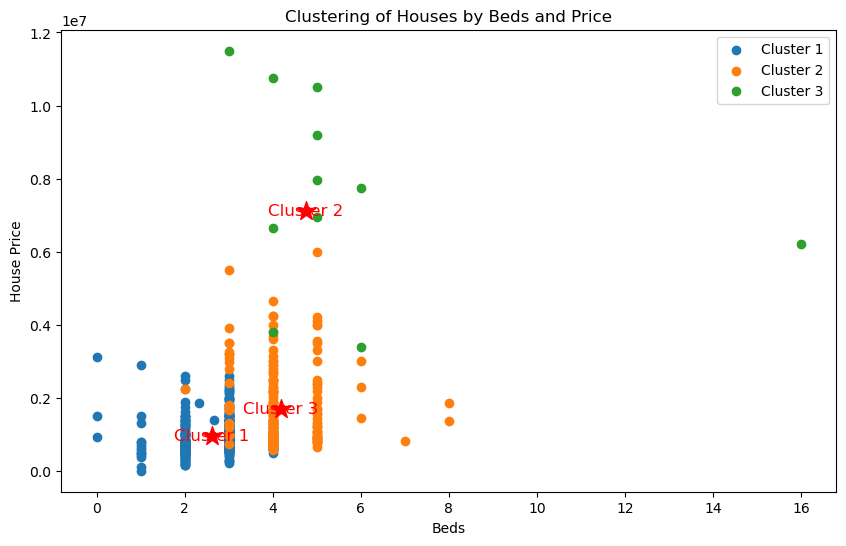 Clustering of Houses by Beds and Price
1e7
1.2
1.0
0.8
0.6
0.4
0.2
0.0
House Price
0 2 4 6 8 10 12 14 16
Beds
Cluster 1
Cluster 2
Cluster 3
Cluster 2
Cluster 3
Cluster 1